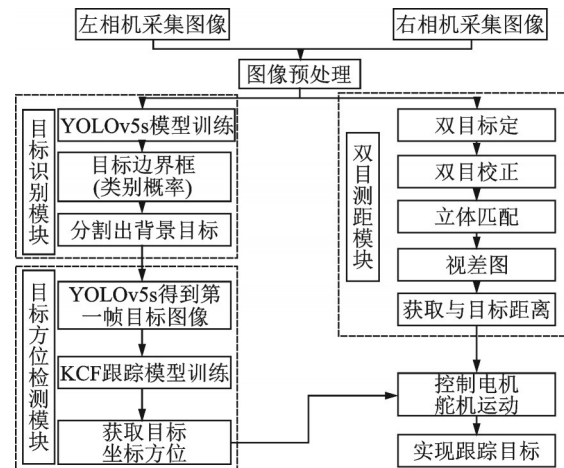 左相机采集图像
右相机采集图像
图像预处理
目标识别模块
YOLOv5s模型训练
目标边界框
(类别概率)
分割出背景目标
目标方位检测模块
YOLOv5s得到第
一帧目标图像
KCF跟踪模型训练
获取目标
坐标方位
双目测距模块
双目标定
双目校正
立体匹配
视差图
获取与目标距离
控制电机
舵机运动
实现跟踪目标